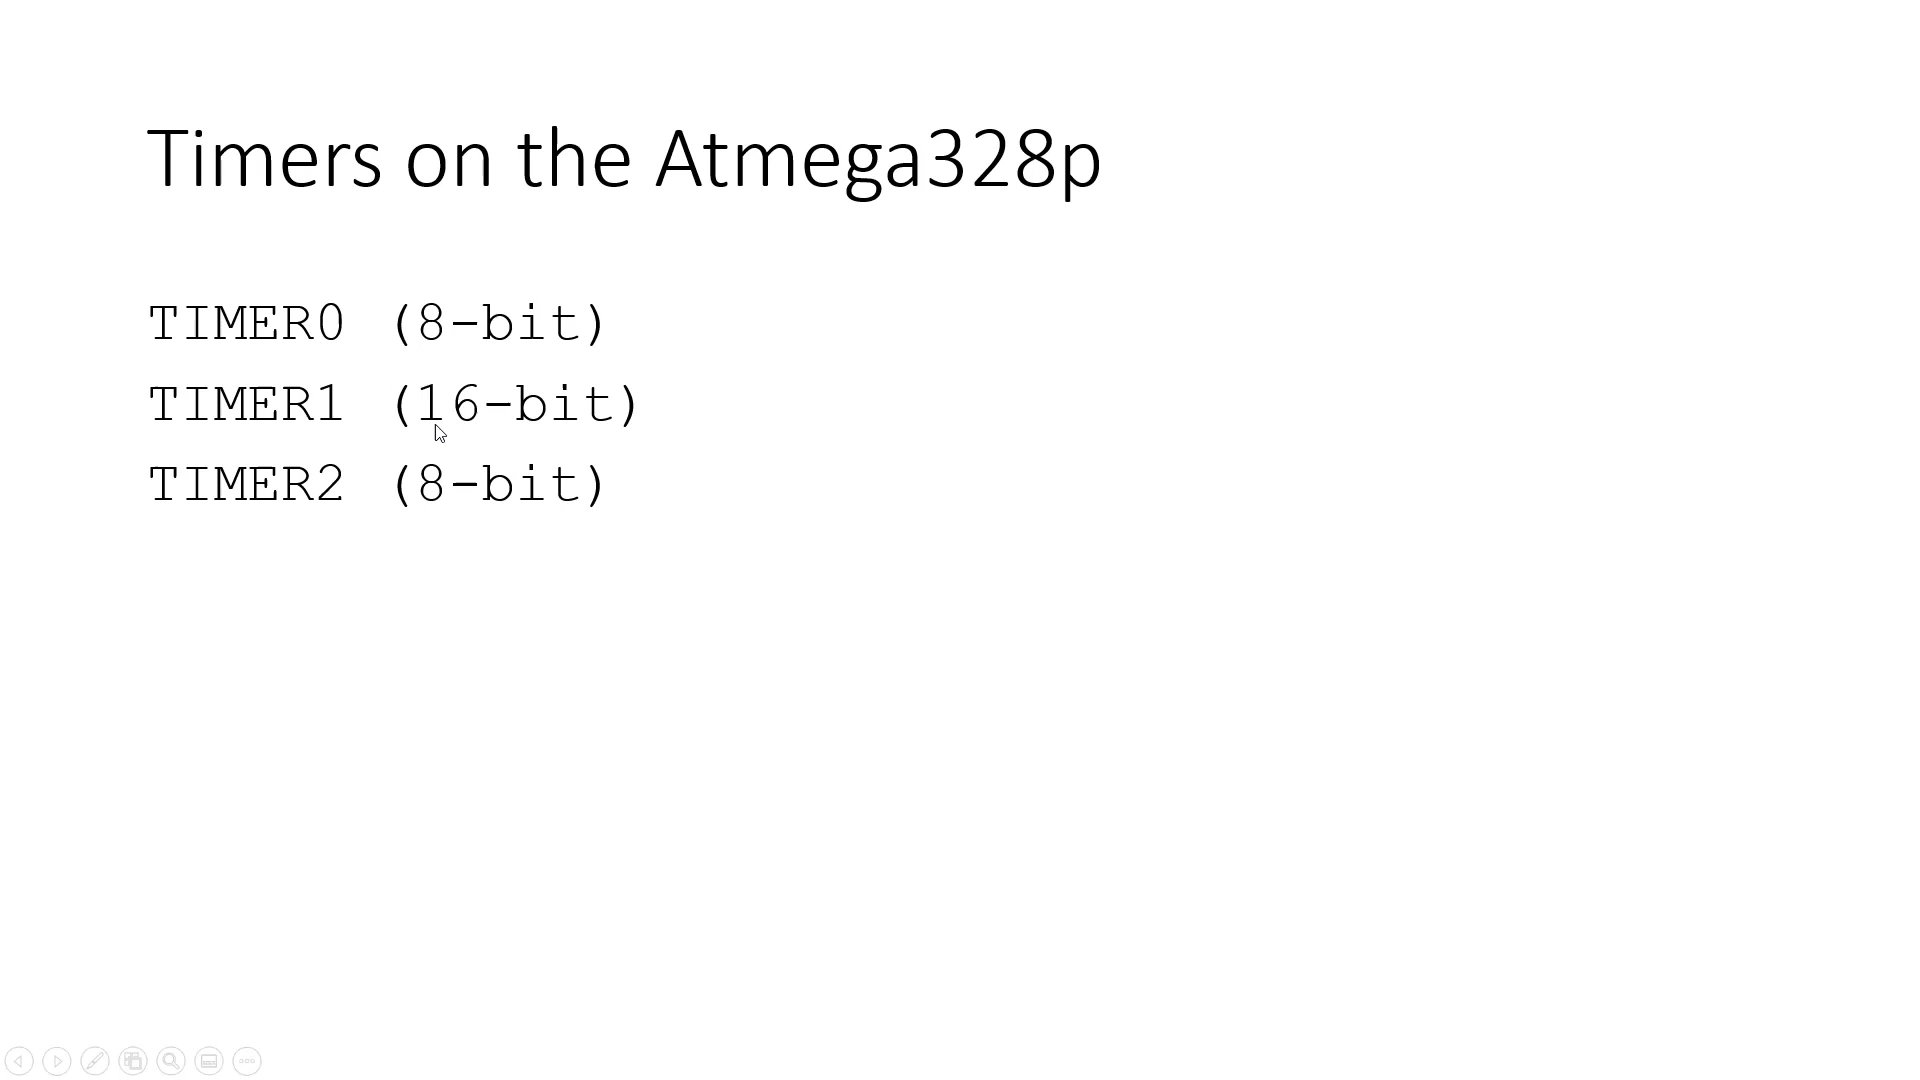 Timers on the Atmega328p
TIMER0 (8-bit)
TIMER1 (16-bit)
TIMER2 (8-bit)